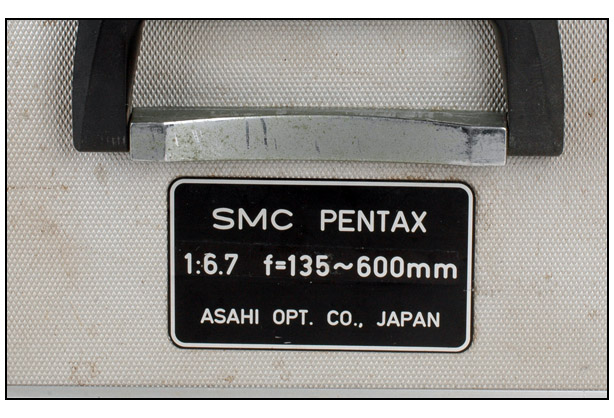 SMC PENTAX
1:6.7 f=135~600mm
ASAHI OPT. CO., JAPAN